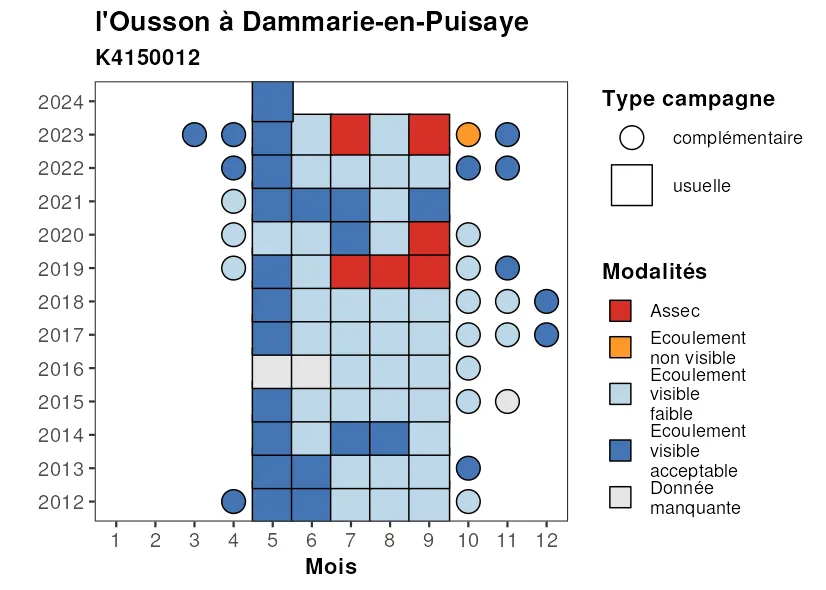 l'Ousson à Dammarie-en-Puisaye
K4150012
2024
2023
2022
2021
2020
2019
2018
2017
2016
2015
2014
2013
2012
1 2 3 4 5 6 7 8 9 10 11 12
Mois
Type campagne
complémentaire
usuelle
Modalités
Assec
Ecoulement
non visible
Ecoulement
visible
faible
Ecoulement
visible
acceptable
Donnée
manquante